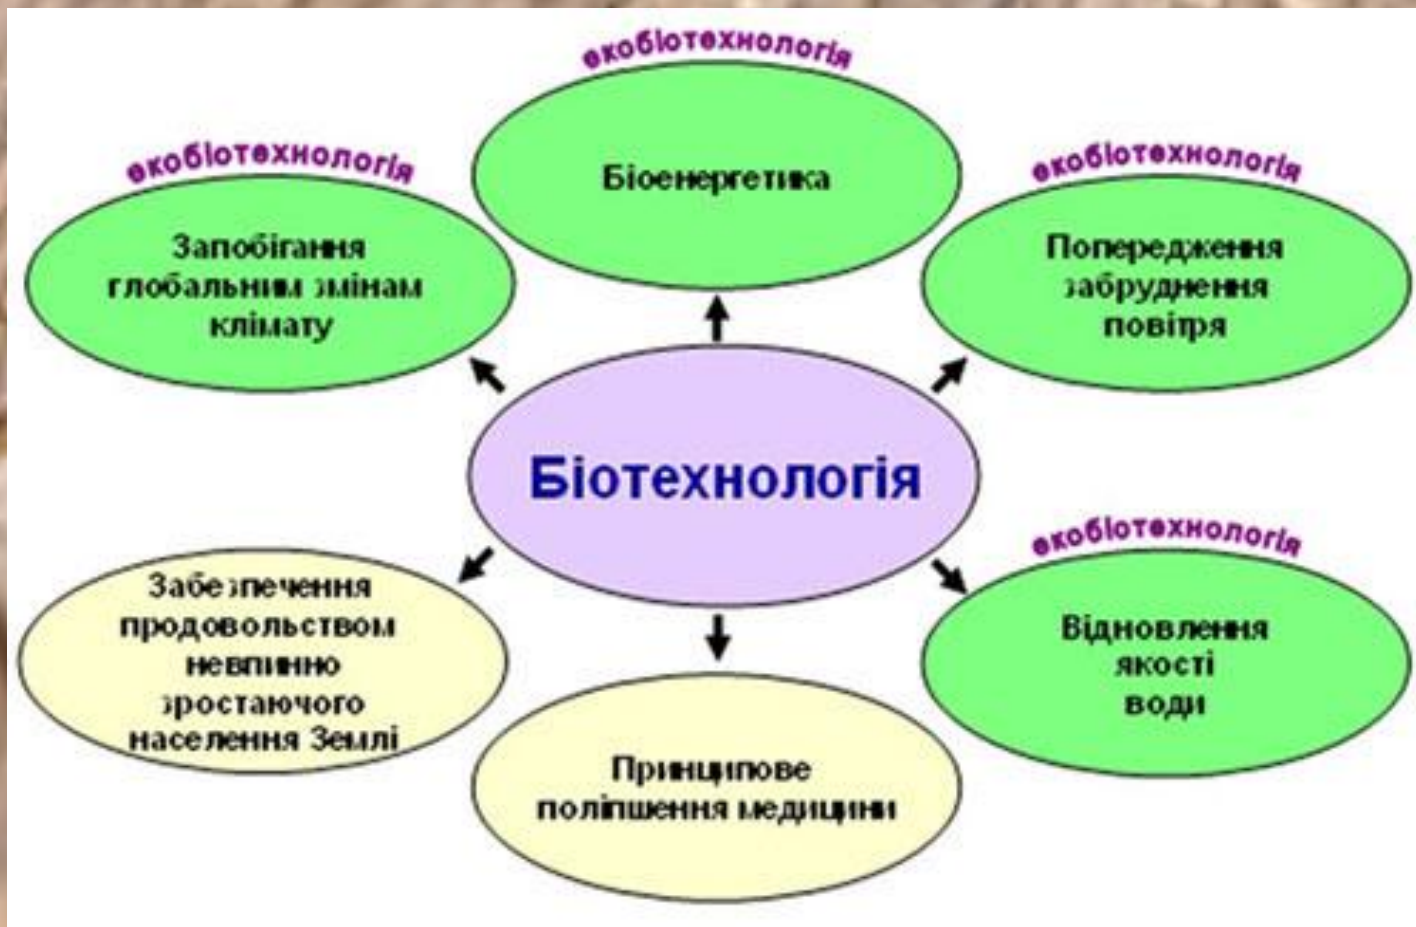 екобіотехнологія
Біоенергетика
екобіотехнологія
Запобігання
глобальним змінам
клімату
екобіотехнологія
Попередження
забруднення
повітря
Біотехнологія
Забезпечення
продовольством
невпинно
зростаючого
населення Землі
Принципове
поліпшення медицини
екобіотехнологія
Відновлення
якості
води